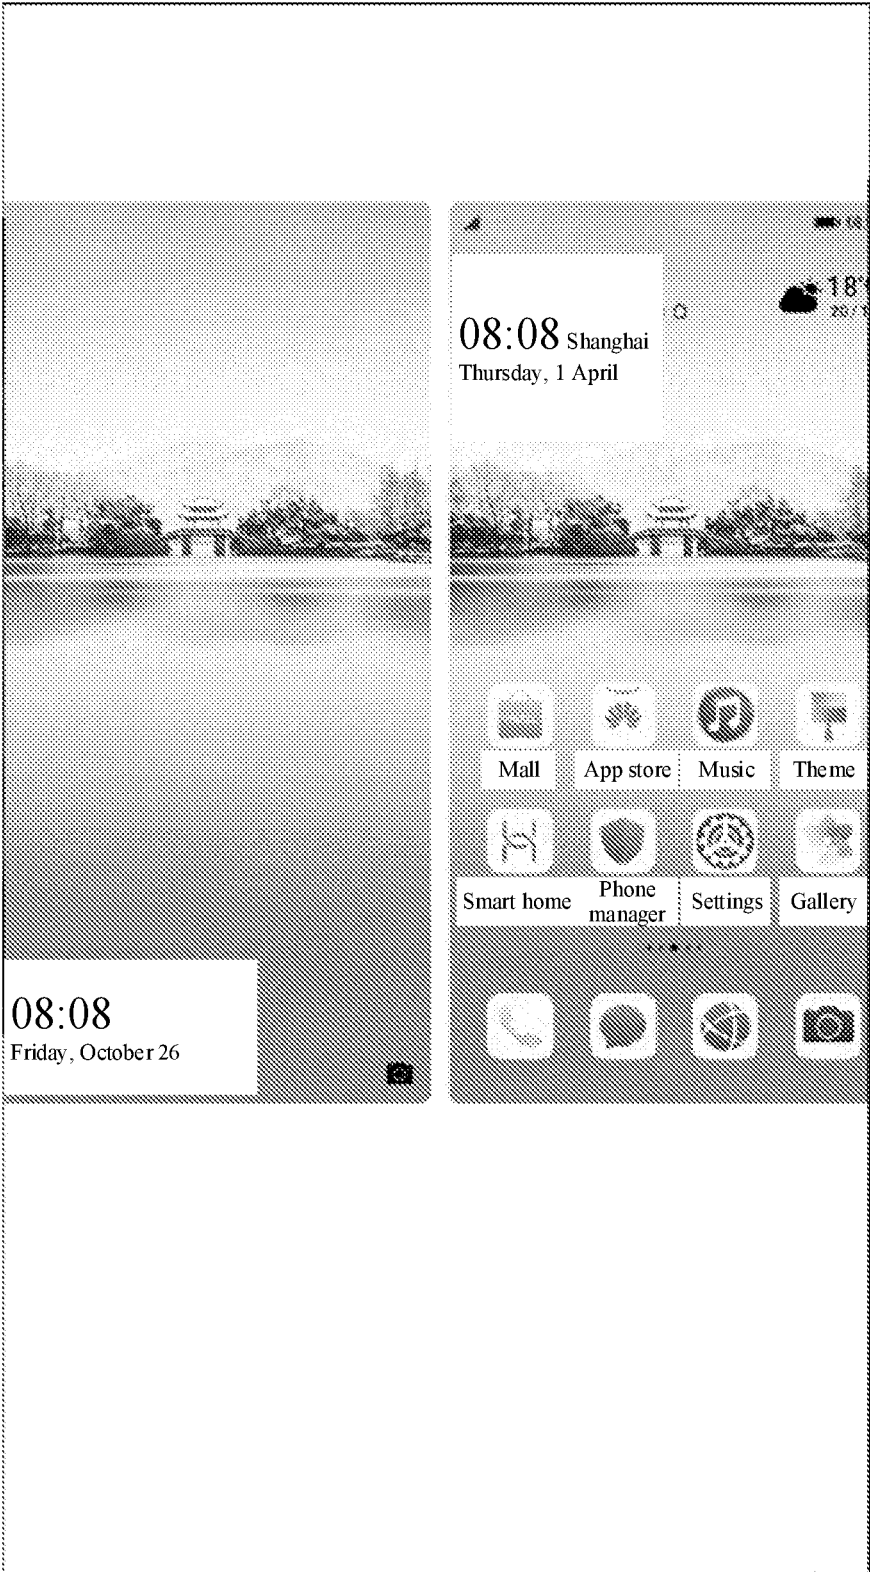 18°
08:08 Shanghai
Thursday, 1 April
Mall
App store
Music
Theme
Smart home
Phone
manager
Settings
Gallery
08:08
Friday, October 26